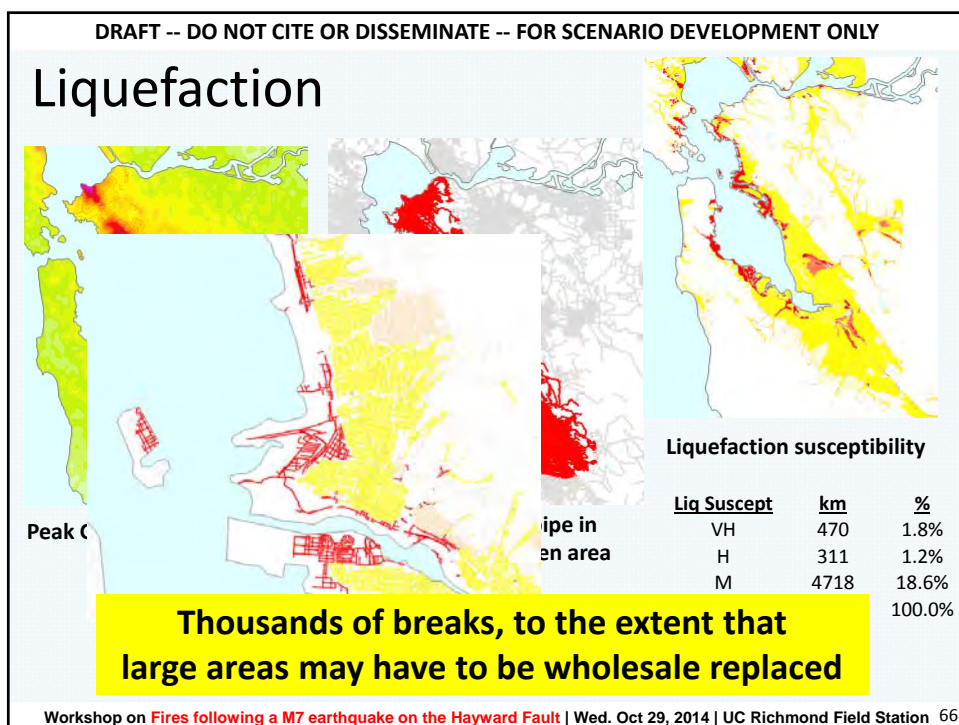 DRAFT -- DO NOT CITE OR DISSEMINATE -- FOR SCENARIO DEVELOPMENT ONLY
Liquefaction
Liquefaction susceptibility
Liq Suscept km %
VH 470 1.8%
H 311 1.2%
M 4718 18.6%
100.0%
Peak
pipe in
en area
Thousands of breaks, to the extent that
large areas may have to be wholesale replaced
Workshop on Fires following a M7 earthquake on the Hayward Fault | Wed. Oct 29, 2014 | UC Richmond Field Station 66